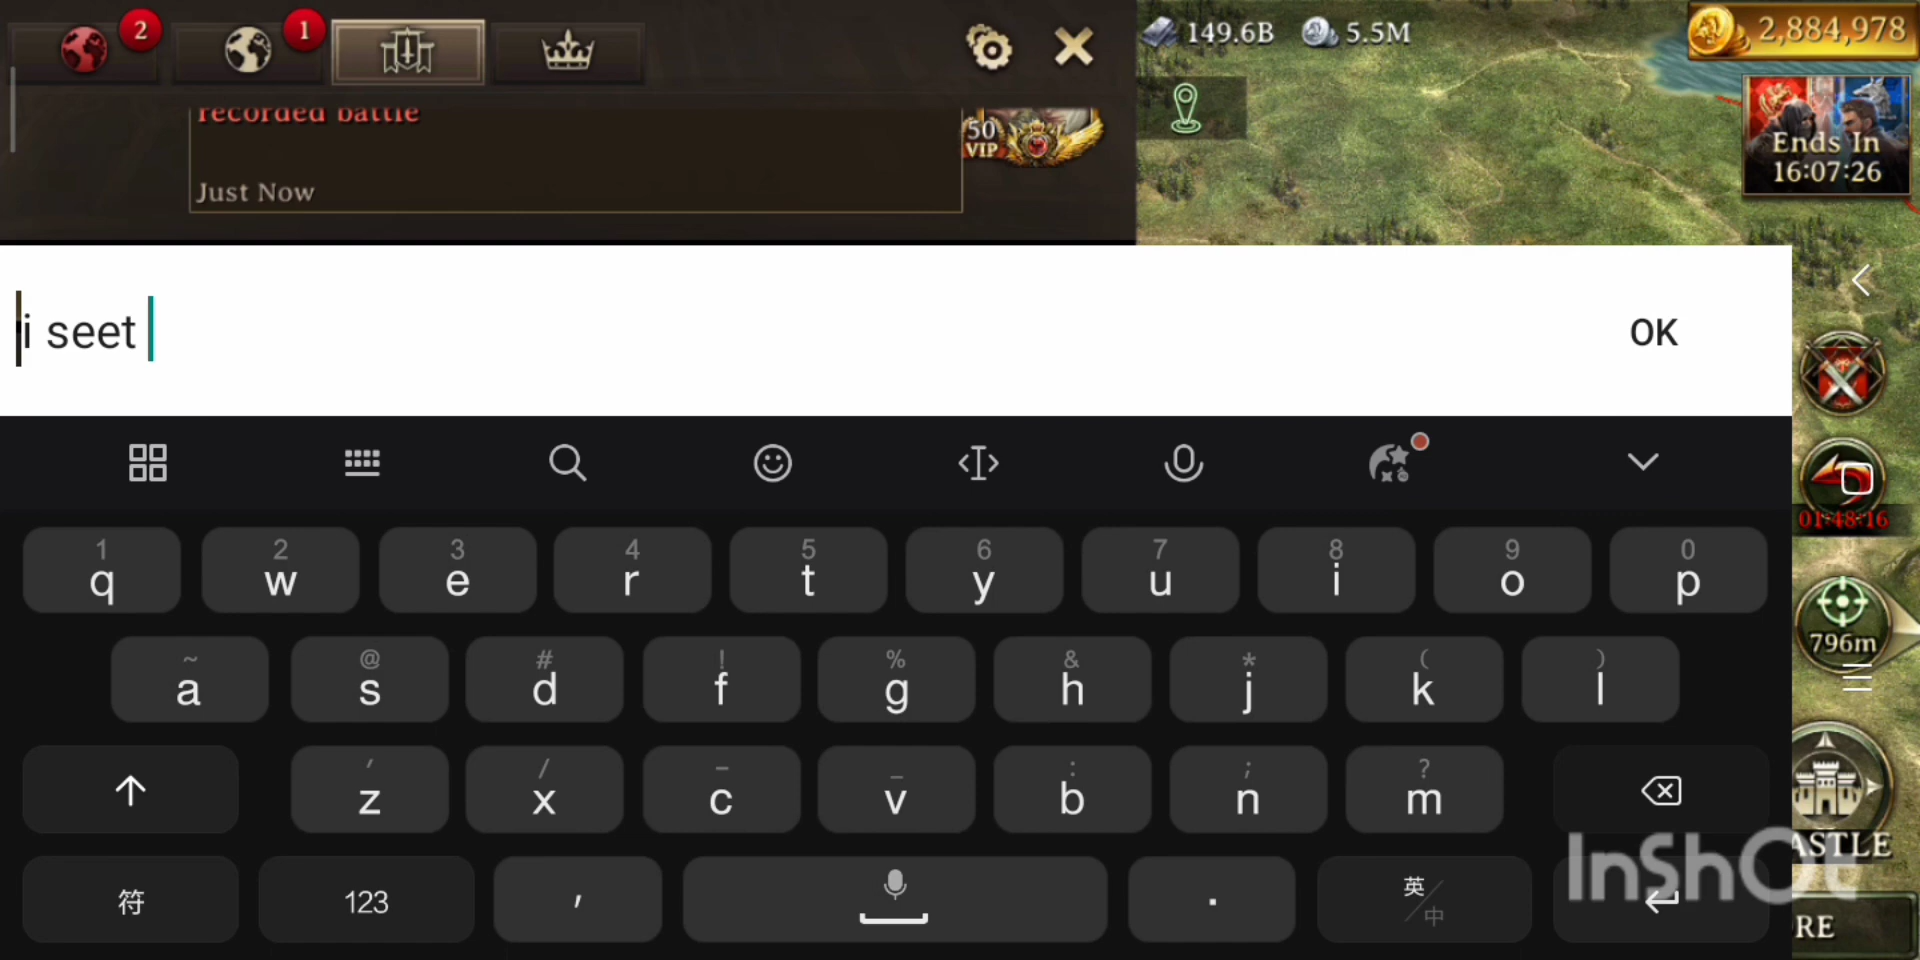 2
1
149.6B
5.5M
2,884,978
recorded battle
50
VIP
Just Now
Ends In
16:07:26
i seet
OK
01:48:16
796m
1 2 3 4 5 6 7 8 9 0
q w e r t y u i o p
~ @ # ! % & * ( )
a s d f g h j k l
' / – _ : ; ?
z x c v b n m
ASTLE
InShOt
符 123 , . 英/中
RE